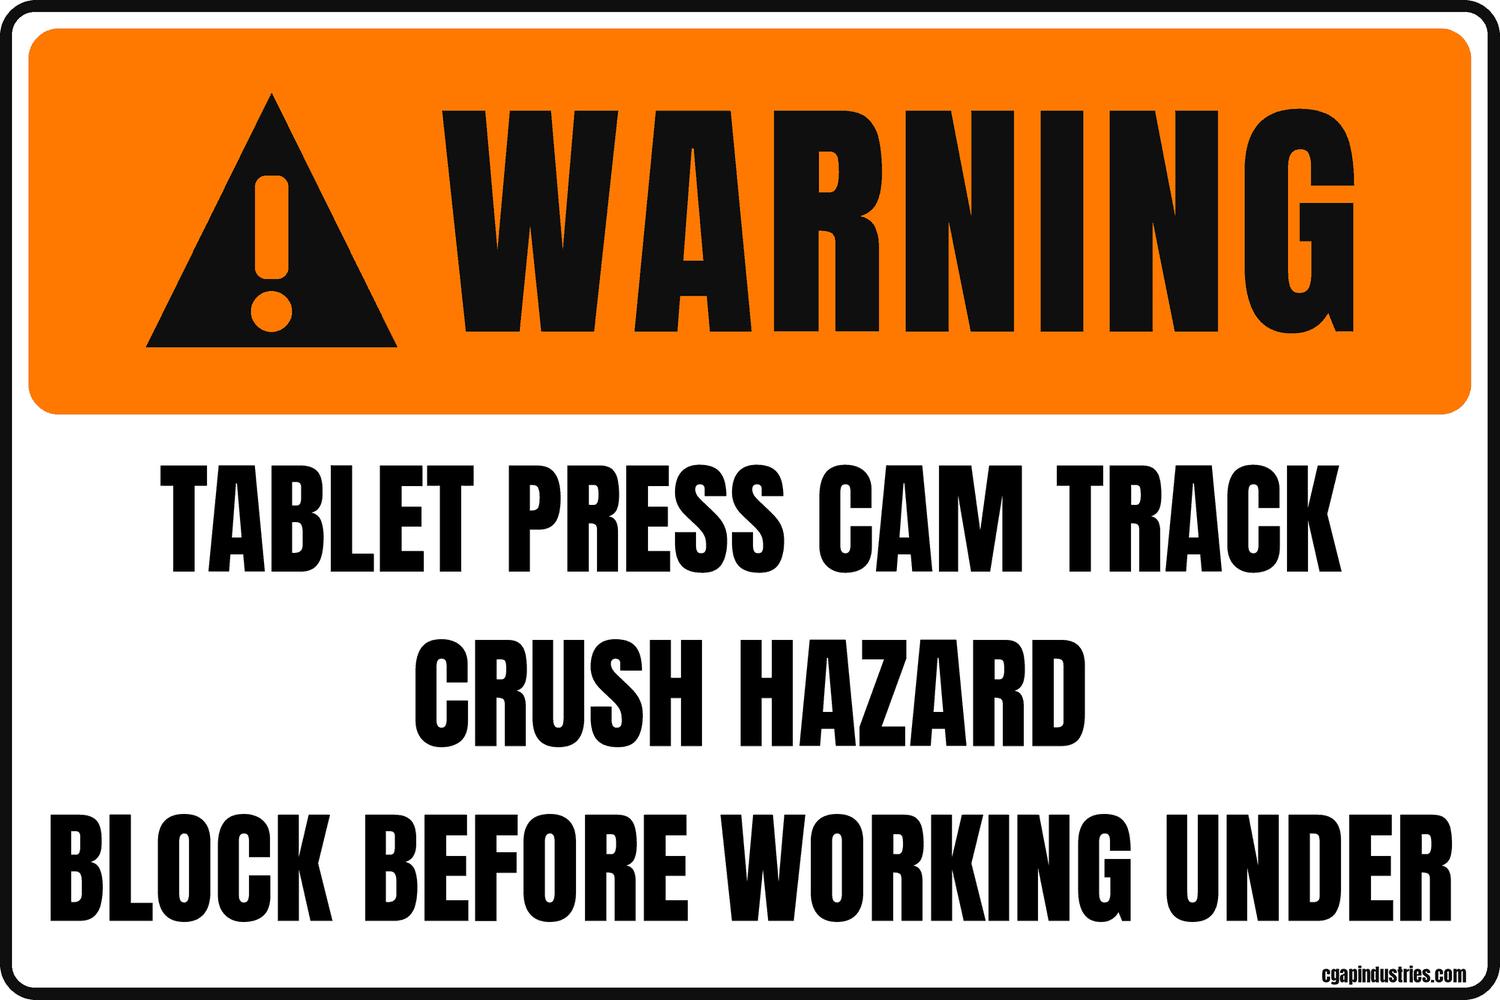 WARNING
TABLET PRESS CAM TRACK
CRUSH HAZARD
BLOCK BEFORE WORKING UNDER
cgapindustries.com